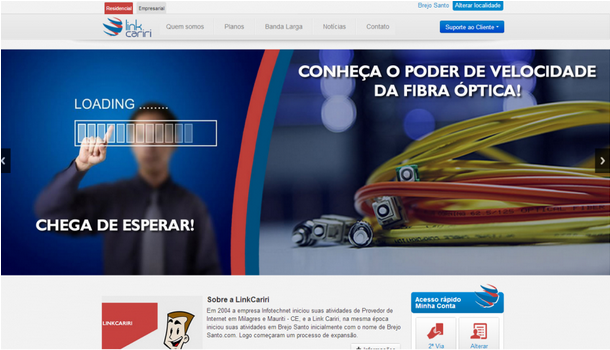 Residencial
Empresarial
Brejo Santo
Alterar localidade
link
cariri
Quem somos
Planos
Banda Larga
Notícias
Contato
Suporte ao Cliente
LOADING ........
CHEGA DE ESPERAR!
CONHEÇA O PODER DE VELOCIDADE
DA FIBRA ÓPTICA!
LINKCARIRI
Sobre a LinkCariri
Em 2004 a empresa Infotechnet iniciou suas atividades de Provedor de
Internet em Milagres e Mauriti - CE, e a Link Cariri, na mesma época
iniciou suas atividades em Brejo Santo inicialmente com o nome de Brejo
Santo.com. Logo começaram um processo de expansão.
Acesso rápido
Minha Conta
2ª Via
Alterar